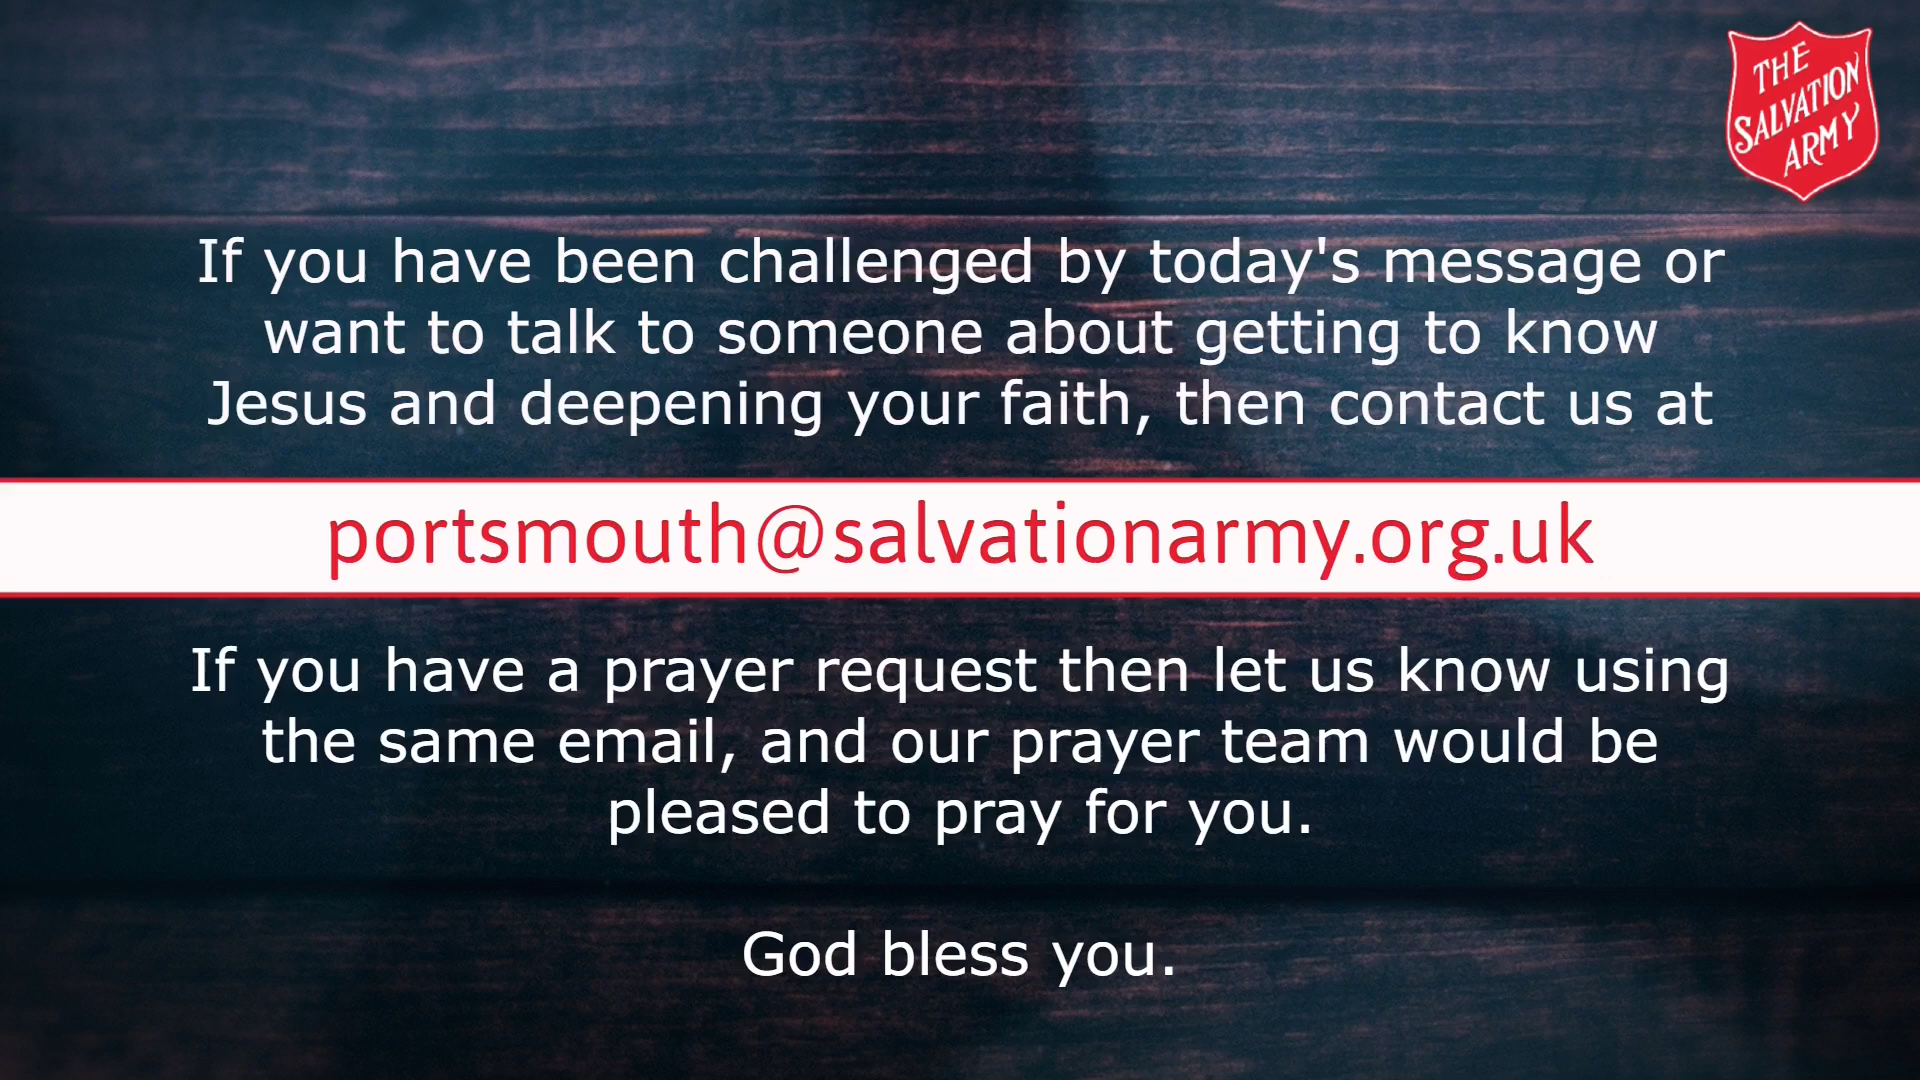 THE
SALVATION
ARMY
If you have been challenged by today's message or
want to talk to someone about getting to know
Jesus and deepening your faith, then contact us at
portsmouth@salvationarmy.org.uk
If you have a prayer request then let us know using
the same email, and our prayer team would be
pleased to pray for you.
God bless you.